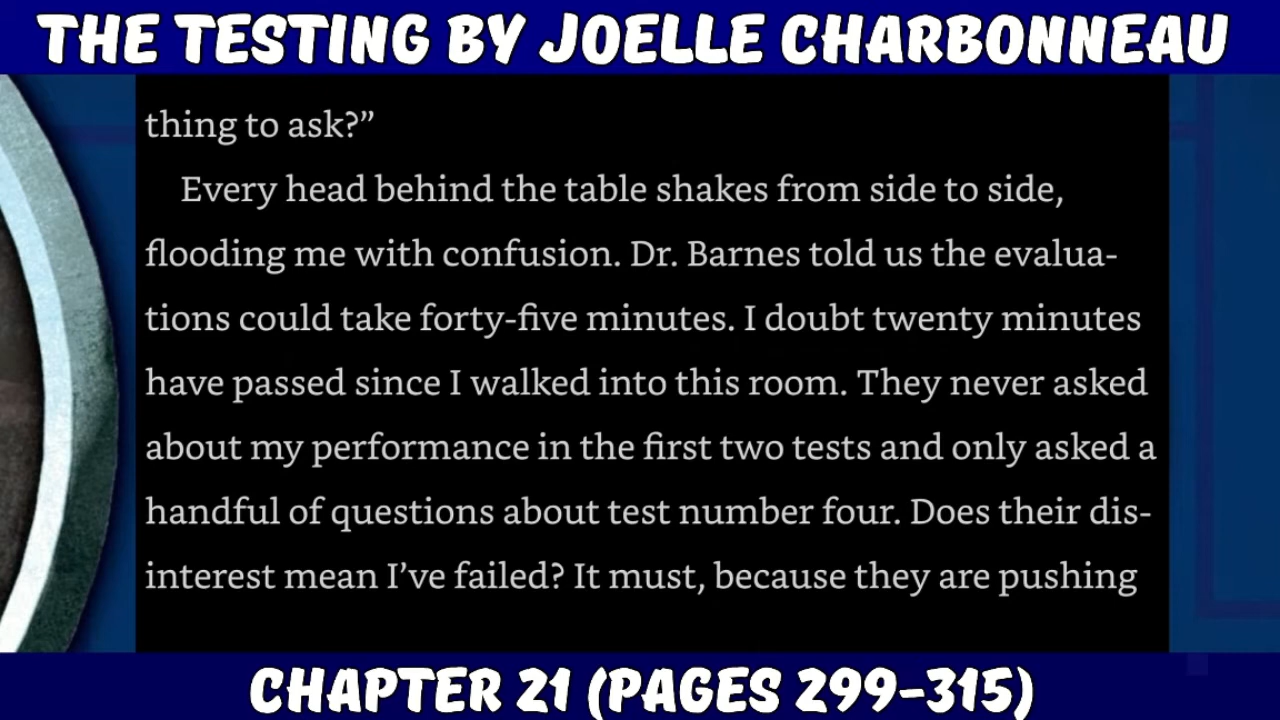 THE TESTING BY JOELLE CHARBONNEAU
thing to ask?”
Every head behind the table shakes from side to side,
flooding me with confusion. Dr. Barnes told us the evalua-
tions could take forty-five minutes. I doubt twenty minutes
have passed since I walked into this room. They never asked
about my performance in the first two tests and only asked a
handful of questions about test number four. Does their dis-
interest mean I’ve failed? It must, because they are pushing
CHAPTER 21 (PAGES 299-315)